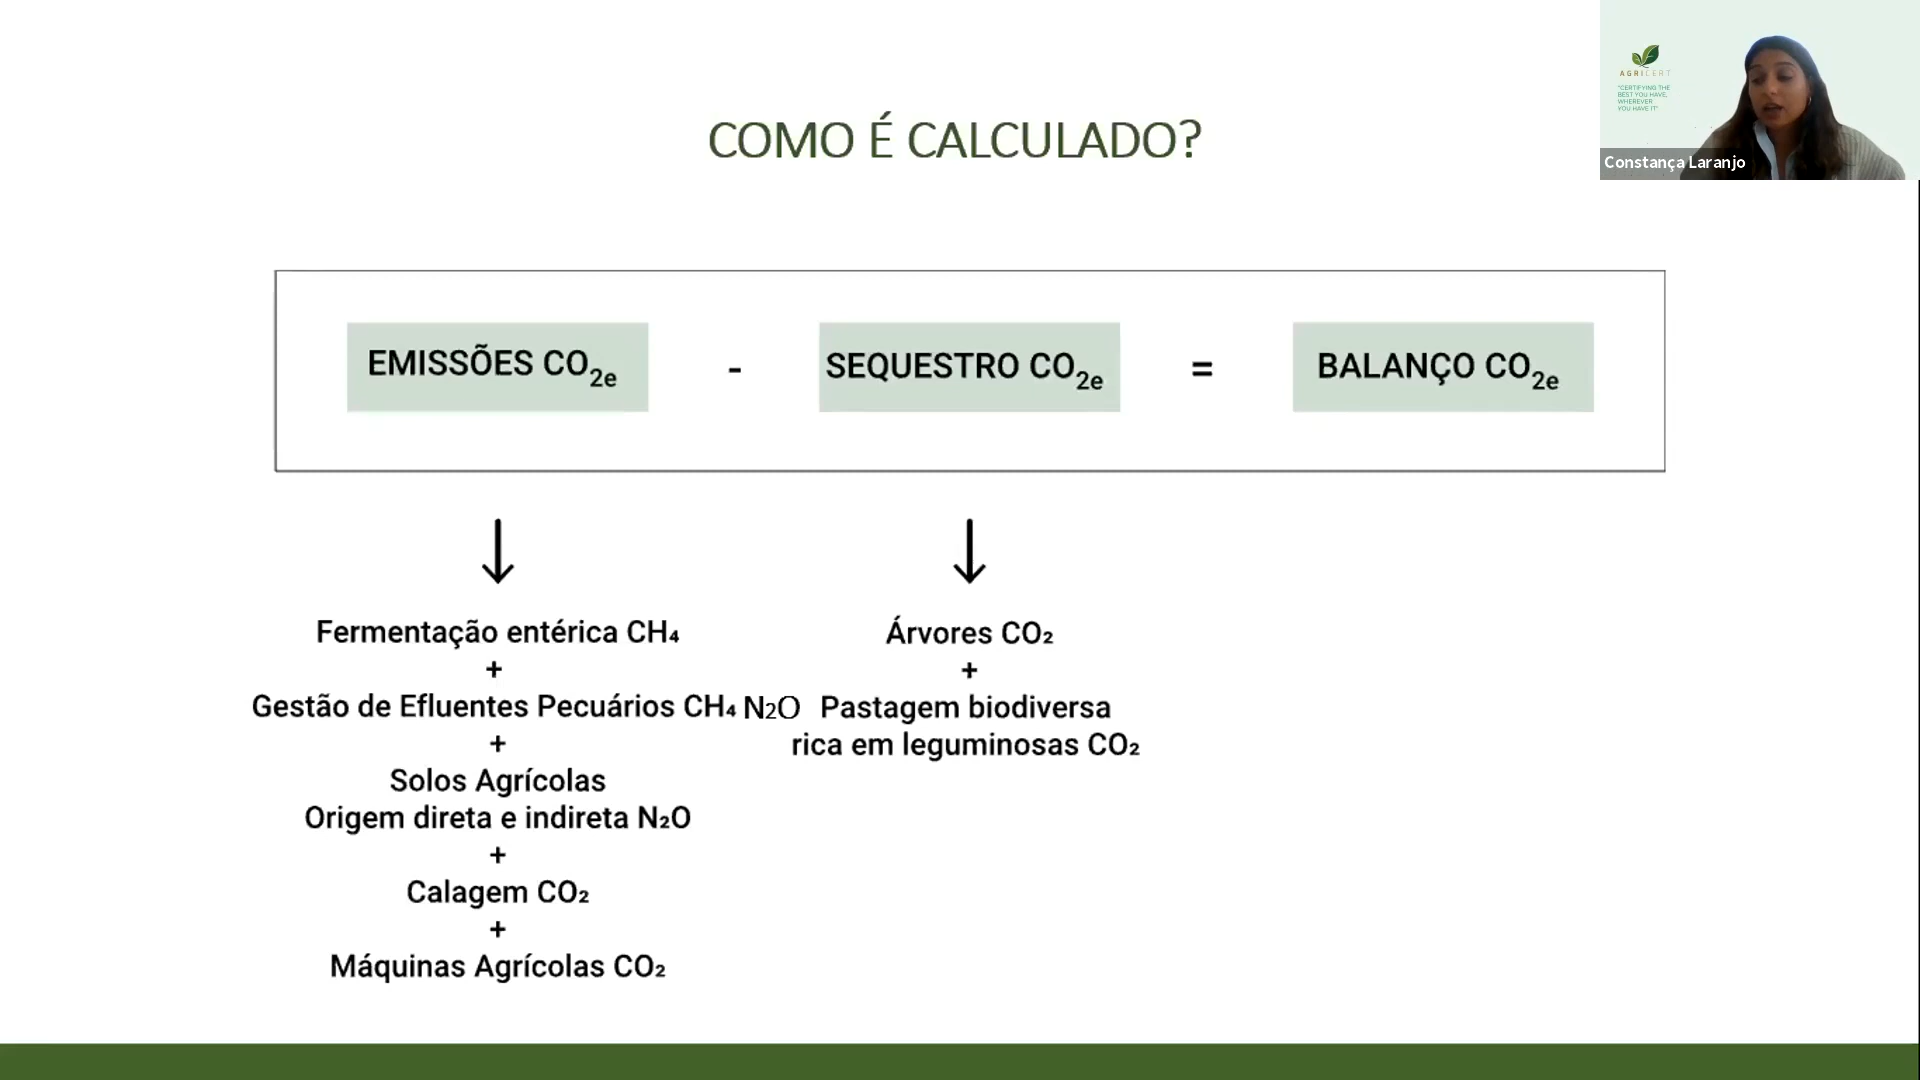 COMO É CALCULADO?
AGRICERT
"CERTIFYING THE
BEST YOU HAVE,
WHEREVER
YOU HAVE IT"
Constança Laranjo
EMISSÕES CO2e - SEQUESTRO CO2e = BALANÇO CO2e
Fermentação entérica CH₄
+
Gestão de Efluentes Pecuários CH₄ N2O
+
Solos Agrícolas
Origem direta e indireta N₂O
+
Calagem CO₂
+
Máquinas Agrícolas CO₂
Árvores CO₂
+
Pastagem biodiversa
rica em leguminosas CO₂